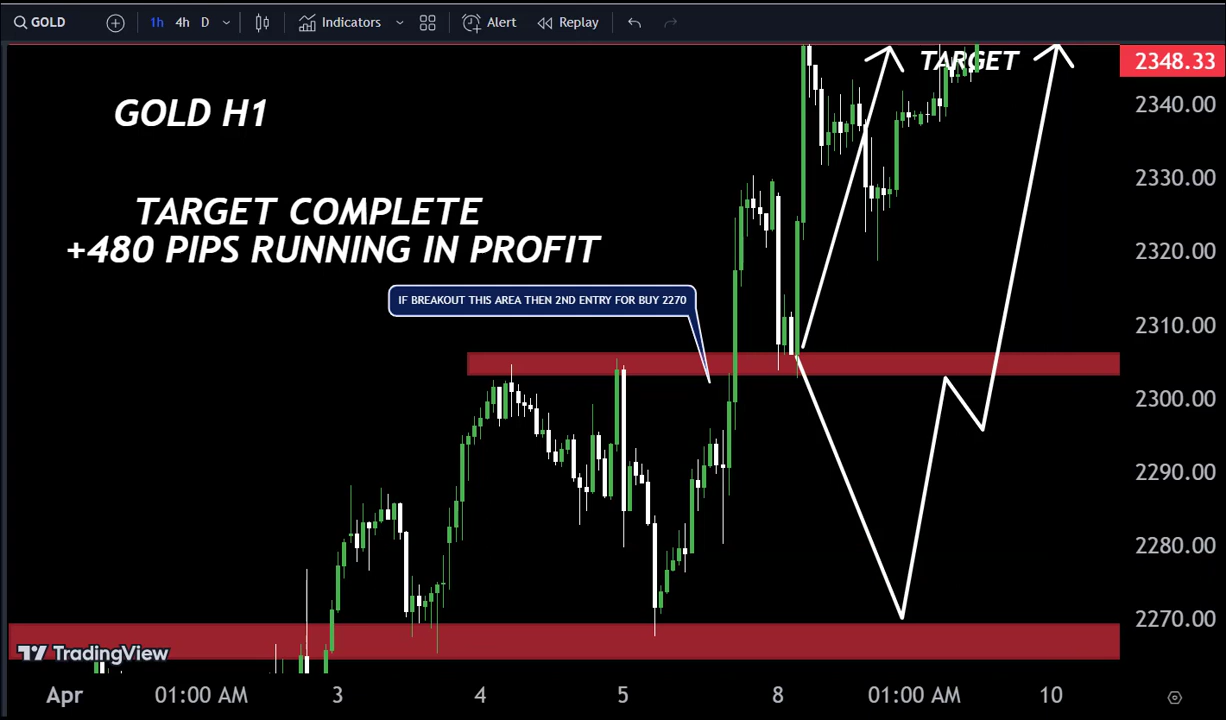 GOLD
1h
4h
D
Indicators
Alert
Replay
TARGET
2348.33
2340.00
GOLD H1
2330.00
TARGET COMPLETE
+480 PIPS RUNNING IN PROFIT
2320.00
IF BREAKOUT THIS AREA THEN 2ND ENTRY FOR BUY 2270
2310.00
2300.00
2290.00
2280.00
2270.00
TradingView
Apr
01:00 AM
3
4
5
8
01:00 AM
10